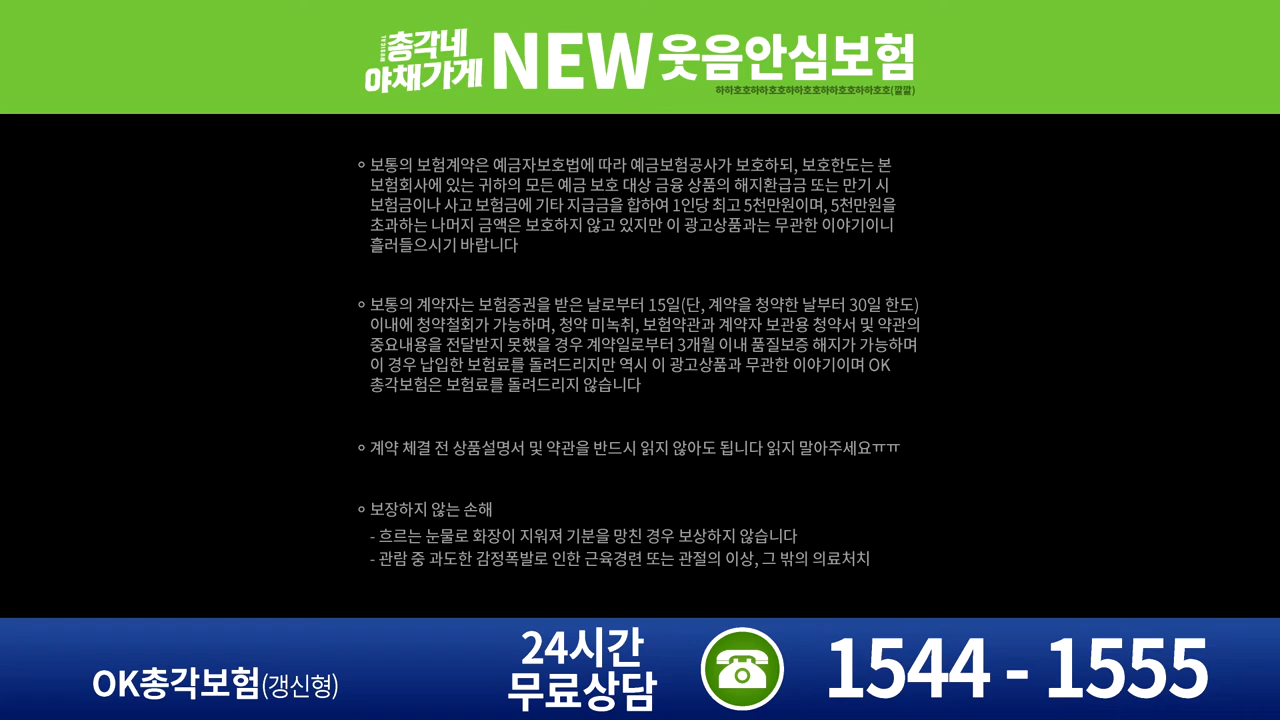 MUSICAL
총각네
야채가게
NEW웃음안심보험
하하호호하하호호하하호호하하호호하하호호(깔깔)
보통의 보험계약은 예금자보호법에 따라 예금보험공사가 보호하되, 보호한도는 본
보험회사에 있는 귀하의 모든 예금 보호 대상 금융 상품의 해지환급금 또는 만기 시
보험금이나 사고 보험금에 기타 지급금을 합하여 1인당 최고 5천만원이며, 5천만원을
초과하는 나머지 금액은 보호하지 않고 있지만 이 광고상품과는 무관한 이야기이니
흘러들으시기 바랍니다
보통의 계약자는 보험증권을 받은 날로부터 15일(단, 계약을 청약한 날부터 30일 한도)
이내에 청약철회가 가능하며, 청약 미녹취, 보험약관과 계약자 보관용 청약서 및 약관의
중요내용을 전달받지 못했을 경우 계약일로부터 3개월 이내 품질보증 해지가 가능하며
이 경우 납입한 보험료를 돌려드리지만 역시 이 광고상품과 무관한 이야기이며 OK
총각보험은 보험료를 돌려드리지 않습니다
계약 체결 전 상품설명서 및 약관을 반드시 읽지 않아도 됩니다 읽지 말아주세요ㅠㅠ
보장하지 않는 손해
- 흐르는 눈물로 화장이 지워져 기분을 망친 경우 보상하지 않습니다
- 관람 중 과도한 감정폭발로 인한 근육경련 또는 관절의 이상, 그 밖의 의료처치
OK총각보험(갱신형)
24시간
무료상담
1544 - 1555